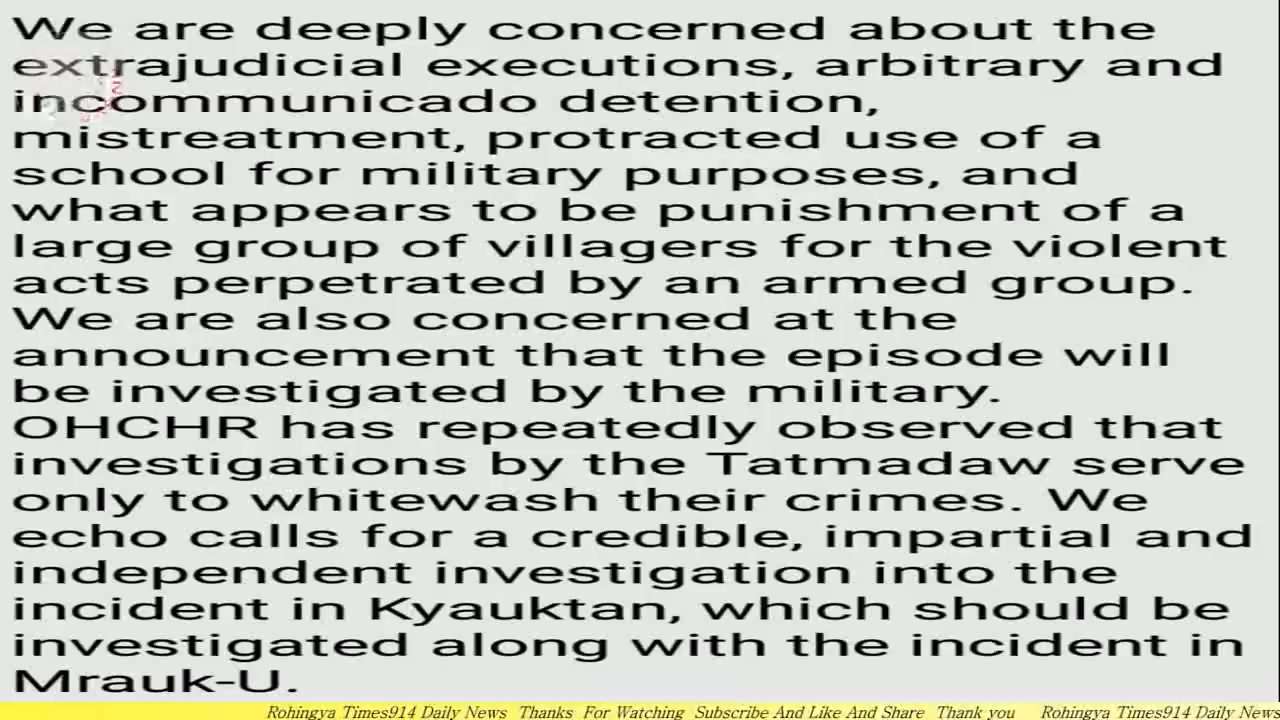 We are deeply concerned about the
extrajudicial executions, arbitrary and
incommunicado detention,
mistreatment, protracted use of a
school for military purposes, and
what appears to be punishment of a
large group of villagers for the violent
acts perpetrated by an armed group.
We are also concerned at the
announcement that the episode will
be investigated by the military.
OHCHR has repeatedly observed that
investigations by the Tatmadaw serve
only to whitewash their crimes. We
echo calls for a credible, impartial and
independent investigation into the
incident in Kyauktan, which should be
investigated along with the incident in
Mrauk-U.
Rohingya Times914 Daily News Thanks For Watching Subscribe And Like And Share Thank you Rohingya Times914 Daily News